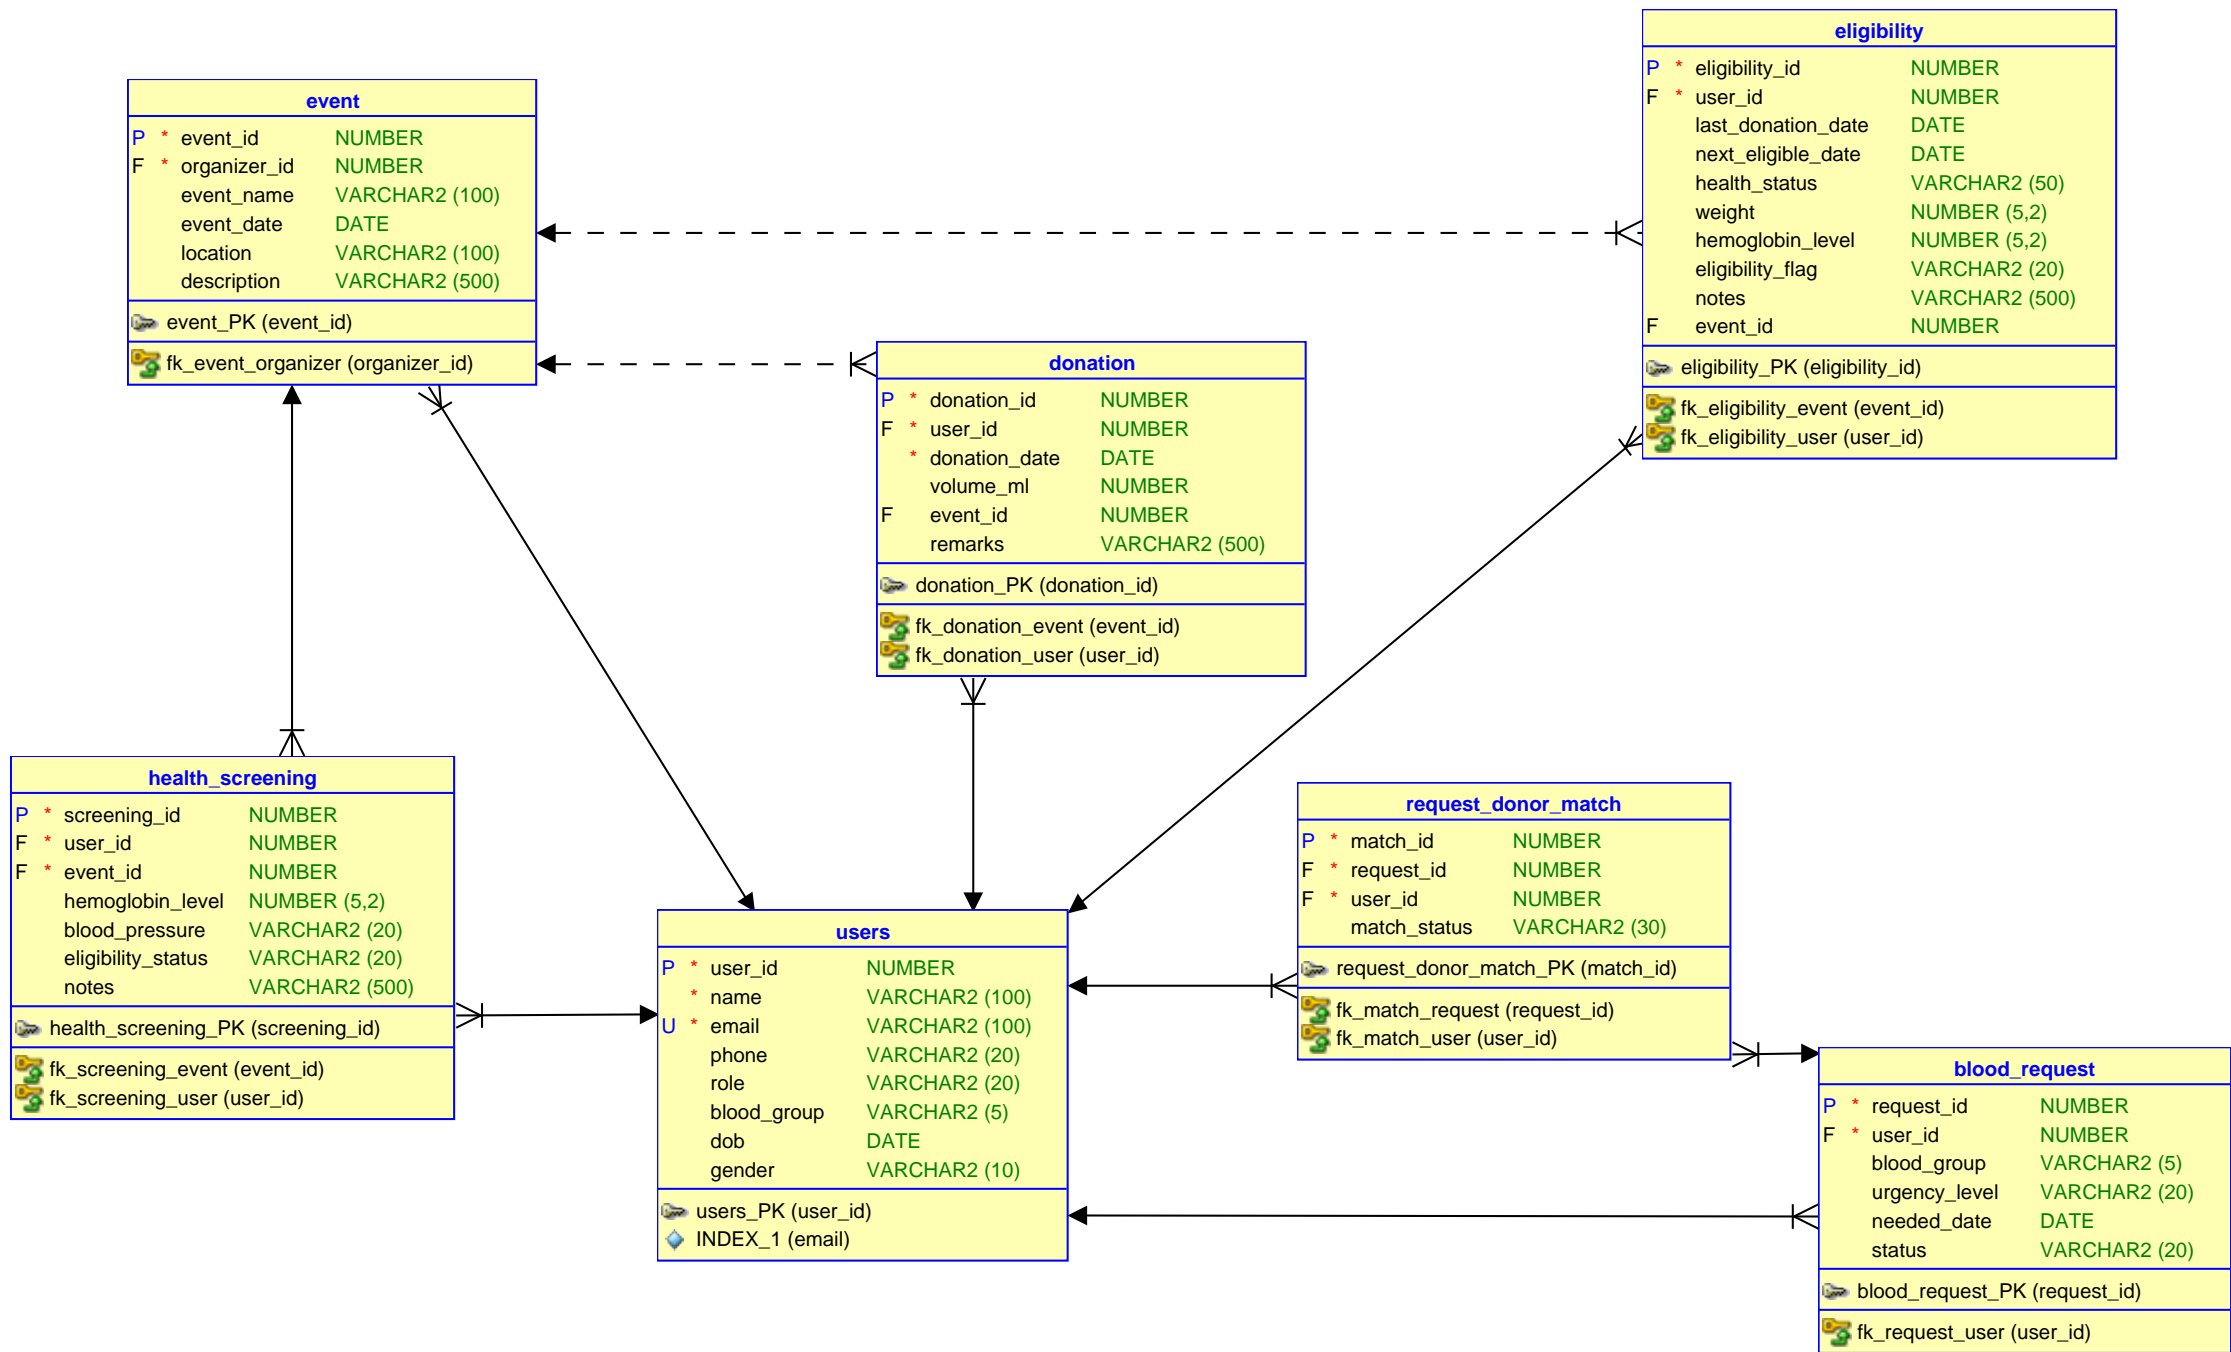 eligibility
P * eligibility_id NUMBER
F * user_id NUMBER
last_donation_date DATE
next_eligible_date DATE
health_status VARCHAR2 (50)
weight NUMBER (5,2)
hemoglobin_level NUMBER (5,2)
eligibility_flag VARCHAR2 (20)
notes VARCHAR2 (500)
F event_id NUMBER
eligibility_PK (eligibility_id)
fk_eligibility_event (event_id)
fk_eligibility_user (user_id)
event
P * event_id NUMBER
F * organizer_id NUMBER
event_name VARCHAR2 (100)
event_date DATE
location VARCHAR2 (100)
description VARCHAR2 (500)
event_PK (event_id)
fk_event_organizer (organizer_id)
donation
P * donation_id NUMBER
F * user_id NUMBER
* donation_date DATE
volume_ml NUMBER
F event_id NUMBER
remarks VARCHAR2 (500)
donation_PK (donation_id)
fk_donation_event (event_id)
fk_donation_user (user_id)
health_screening
P * screening_id NUMBER
F * user_id NUMBER
F * event_id NUMBER
hemoglobin_level NUMBER (5,2)
blood_pressure VARCHAR2 (20)
eligibility_status VARCHAR2 (20)
notes VARCHAR2 (500)
health_screening_PK (screening_id)
fk_screening_event (event_id)
fk_screening_user (user_id)
users
P * user_id NUMBER
* name VARCHAR2 (100)
U * email VARCHAR2 (100)
phone VARCHAR2 (20)
role VARCHAR2 (20)
blood_group VARCHAR2 (5)
dob DATE
gender VARCHAR2 (10)
users_PK (user_id)
INDEX_1 (email)
request_donor_match
P * match_id NUMBER
F * request_id NUMBER
F * user_id NUMBER
match_status VARCHAR2 (30)
request_donor_match_PK (match_id)
fk_match_request (request_id)
fk_match_user (user_id)
blood_request
P * request_id NUMBER
F * user_id NUMBER
blood_group VARCHAR2 (5)
urgency_level VARCHAR2 (20)
needed_date DATE
status VARCHAR2 (20)
blood_request_PK (request_id)
fk_request_user (user_id)